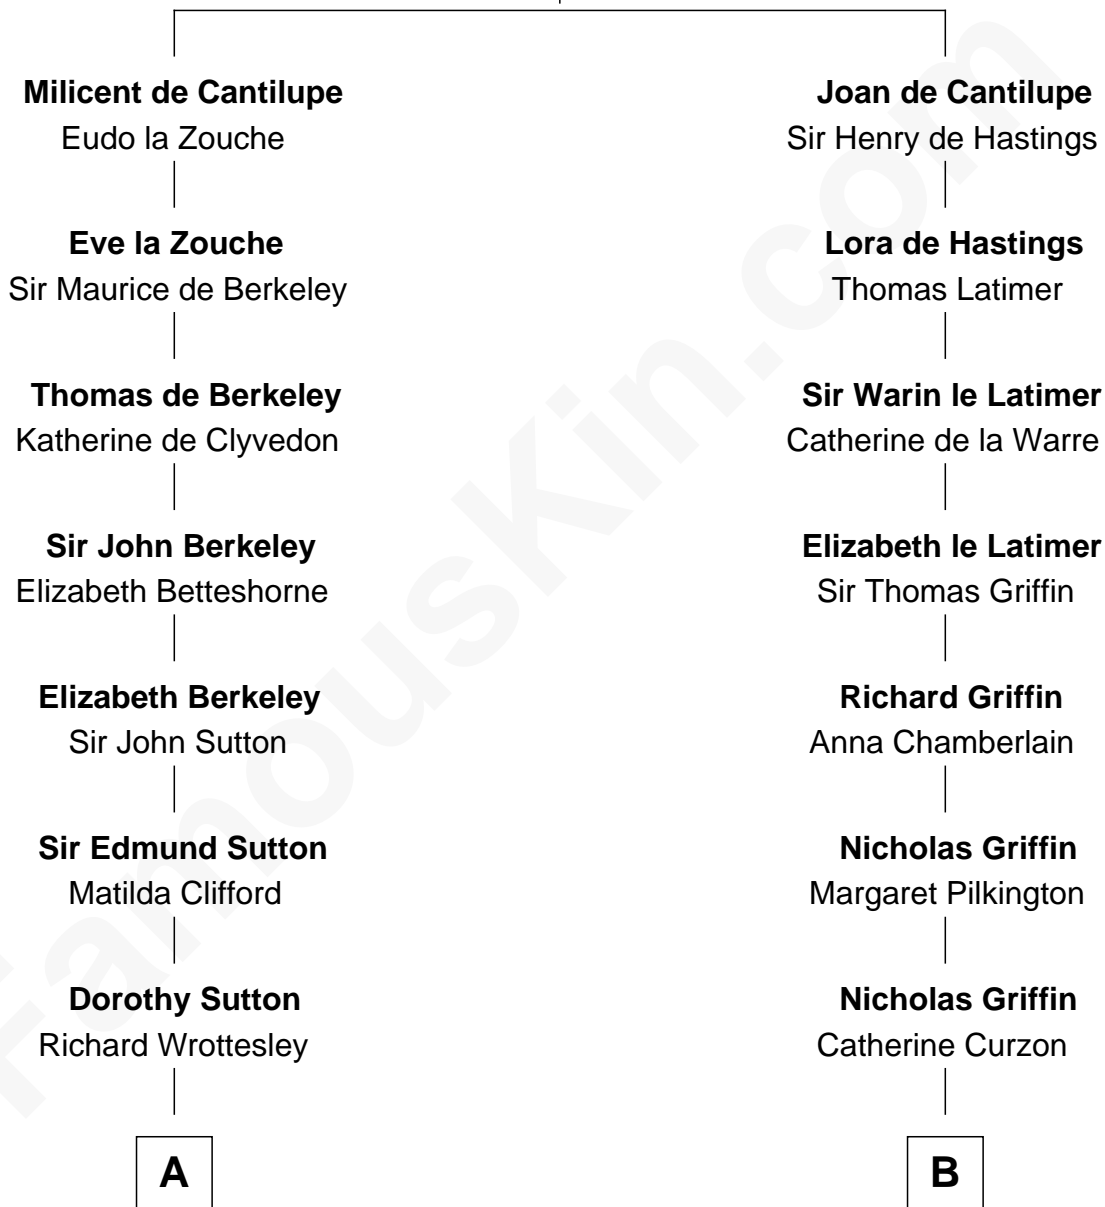 Milicent de Cantilupe
Eudo la Zouche
Eve la Zouche
Sir Maurice de Berkeley
Thomas de Berkeley
Katherine de Clyvedon
Sir John Berkeley
Elizabeth Betteshorne
Elizabeth Berkeley
Sir John Sutton
Sir Edmund Sutton
Matilda Clifford
Dorothy Sutton
Richard Wrottesley
A
Joan de Cantilupe
Sir Henry de Hastings
Lora de Hastings
Thomas Latimer
Sir Warin le Latimer
Catherine de la Warre
Elizabeth le Latimer
Sir Thomas Griffin
Richard Griffin
Anna Chamberlain
Nicholas Griffin
Margaret Pilkington
Nicholas Griffin
Catherine Curzon
B
FamousKin.com